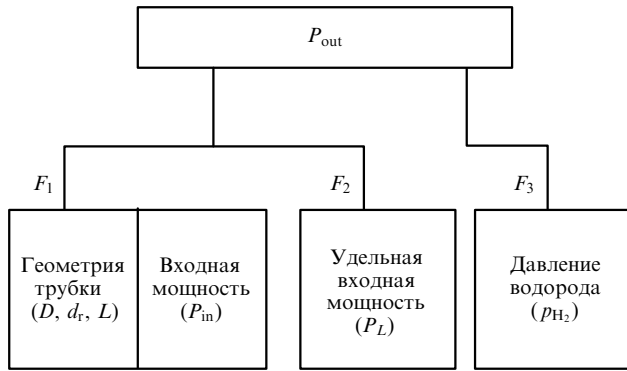 P_out
F_1
F_2
F_3
Геометрия
трубки
(D, d_r, L)
Входная
мощность
(P_in)
Удельная
входная
мощность
(P_L)
Давление
водорода
(p_H₂)